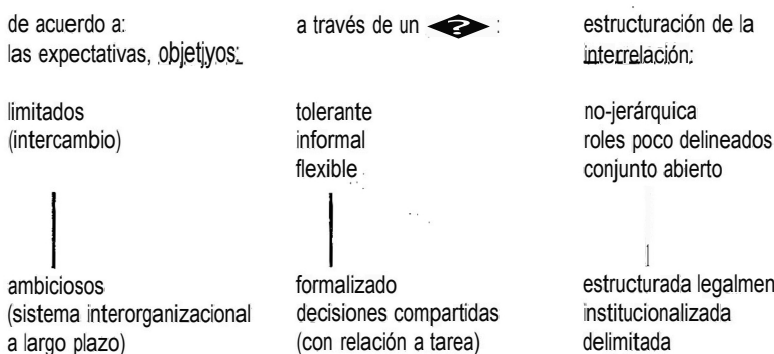 de acuerdo a:
las expectativas, objetjyos:
limitados
(intercambio)
ambiciosos
(sistema interorganizacional
a largo plazo)
a través de un :
tolerante
informal
flexible
formalizado
decisiones compartidas
(con relación a tarea)
estructuración de la
interrelación:
no-jerárquica
roles poco delineados
conjunto abierto
estructurada legalmen
institucionalizada
delimitada